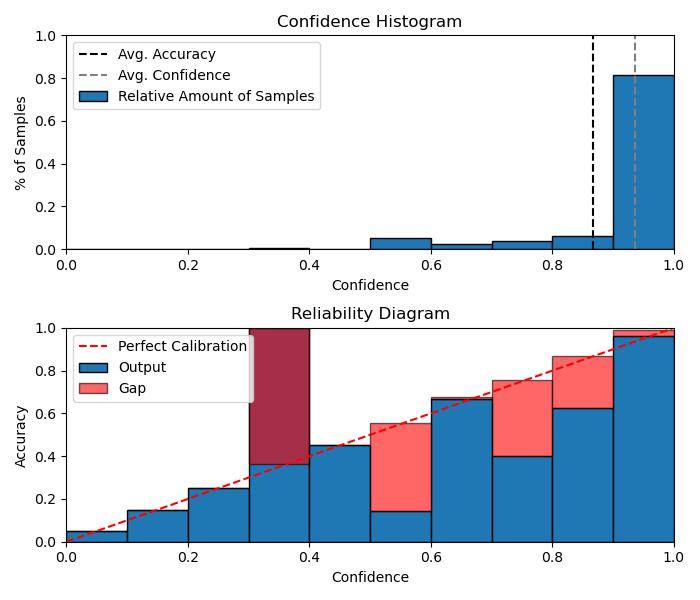 Confidence Histogram
1.0
0.8
0.6
0.4
0.2
0.0
% of Samples
Avg. Accuracy
Avg. Confidence
Relative Amount of Samples
0.0 0.2 0.4 0.6 0.8 1.0
Confidence
Reliability Diagram
1.0
0.8
0.6
0.4
0.2
0.0
Accuracy
Perfect Calibration
Output
Gap
0.0 0.2 0.4 0.6 0.8 1.0
Confidence